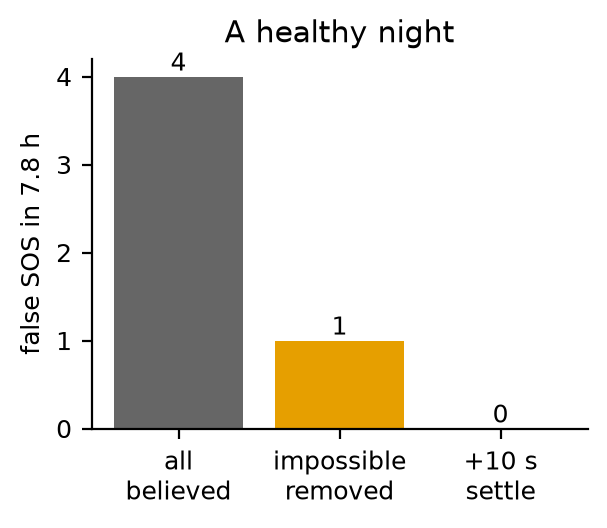 A healthy night
false SOS in 7.8 h
4
3
2
1
0
4
1
0
all
believed
impossible
removed
+10 s
settle